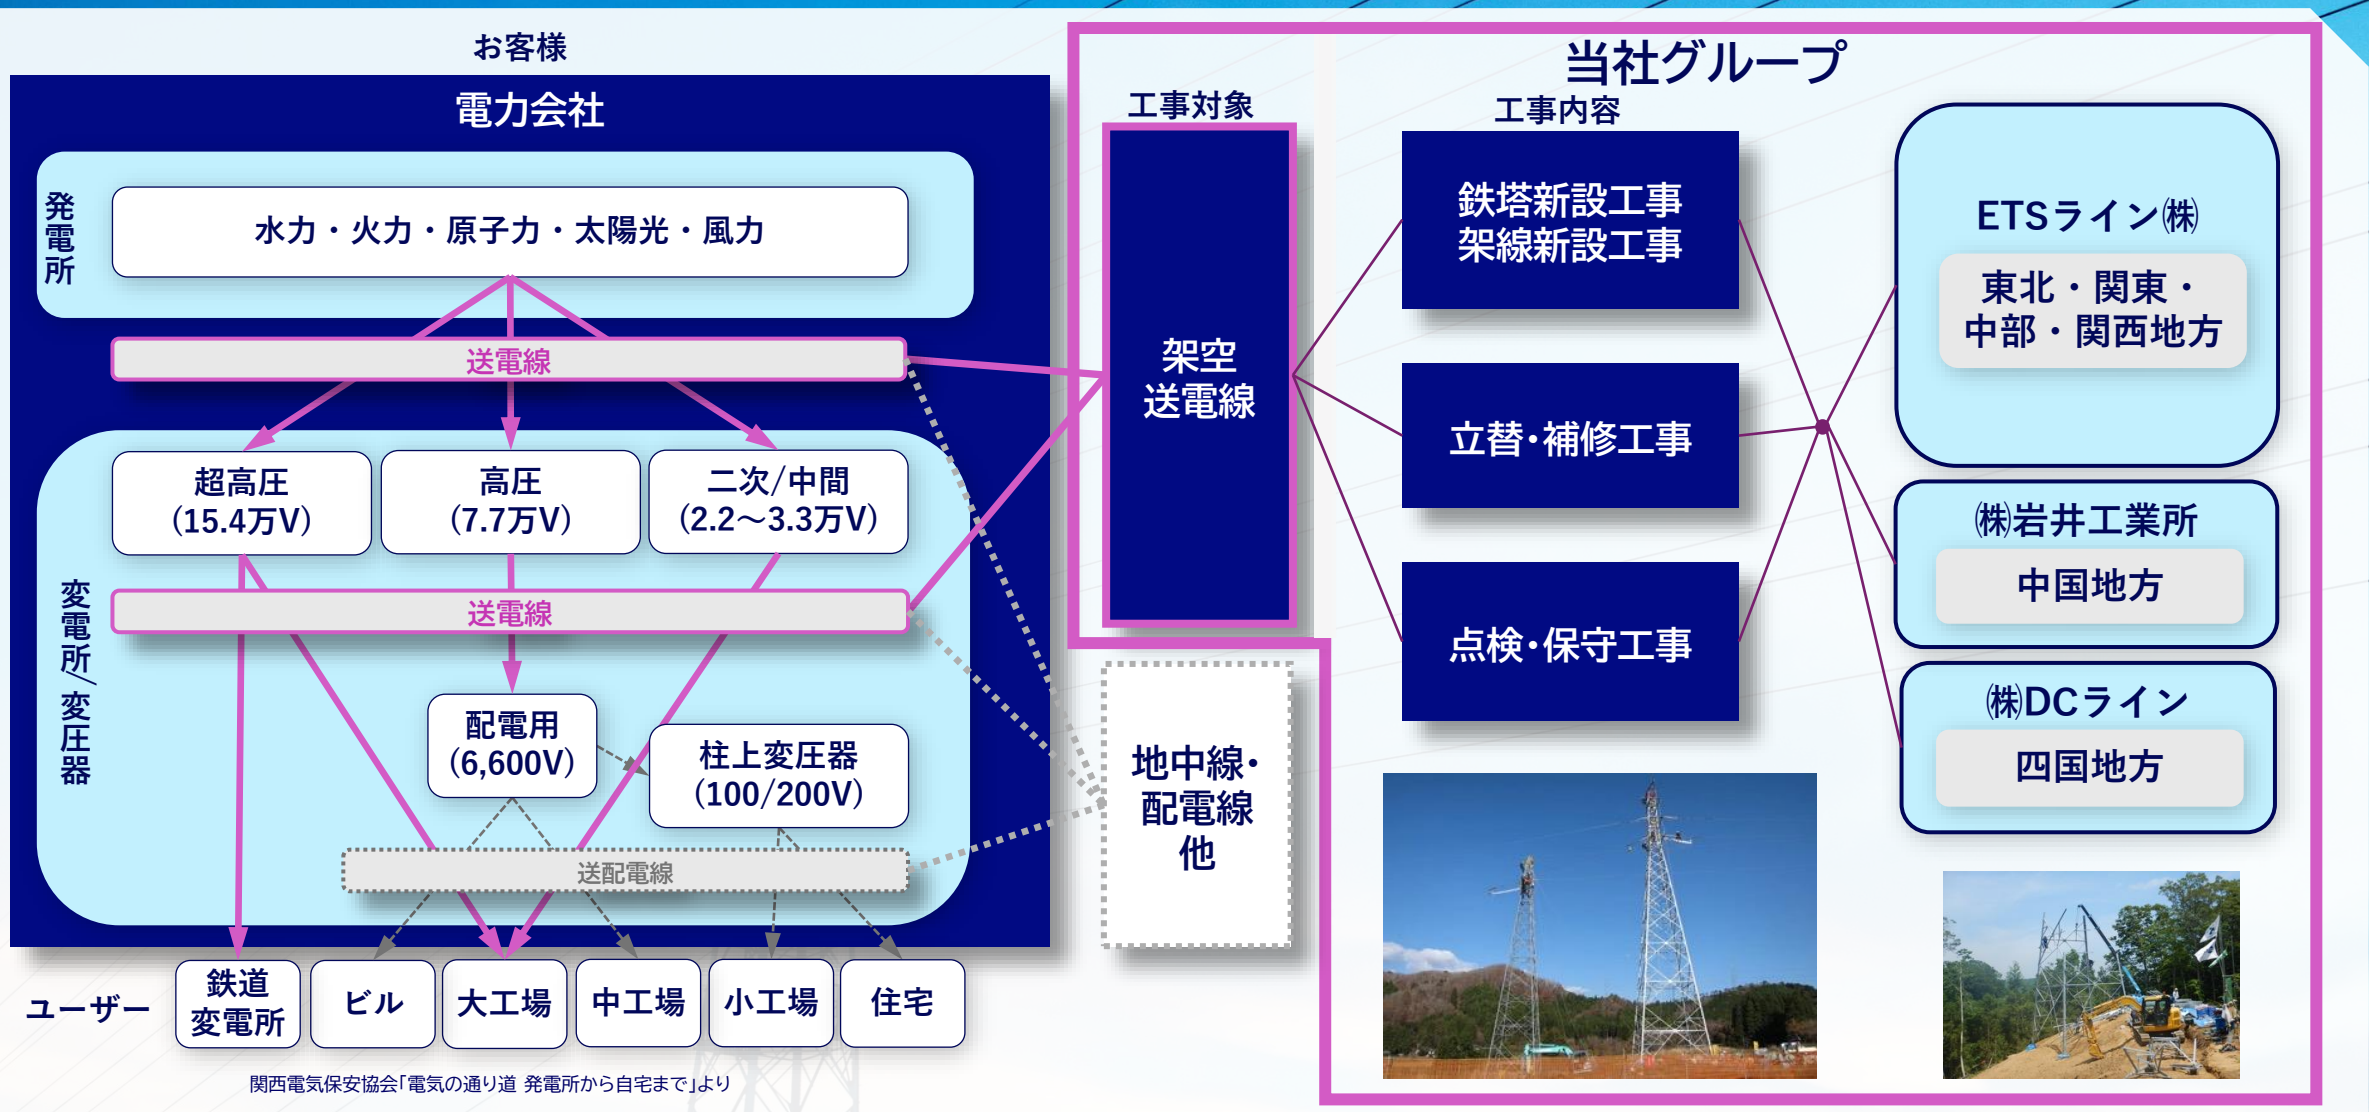 お客様
電力会社
発電所
水力・火力・原子力・太陽光・風力
送電線
超高圧
(15.4万V)
高圧
(7.7万V)
二次/中間
(2.2～3.3万V)
変電所/変圧器
送電線
配電用
(6,600V)
柱上変圧器
(100/200V)
送配電線
ユーザー
鉄道
変電所
ビル
大工場
中工場
小工場
住宅
関西電気保安協会「電気の通り道 発電所から自宅まで」より
当社グループ
工事対象
架空
送電線
地中線・
配電線
他
工事内容
鉄塔新設工事
架線新設工事
立替・補修工事
点検・保守工事
ETSライン㈱
東北・関東・
中部・関西地方
㈱岩井工業所
中国地方
㈱DCライン
四国地方